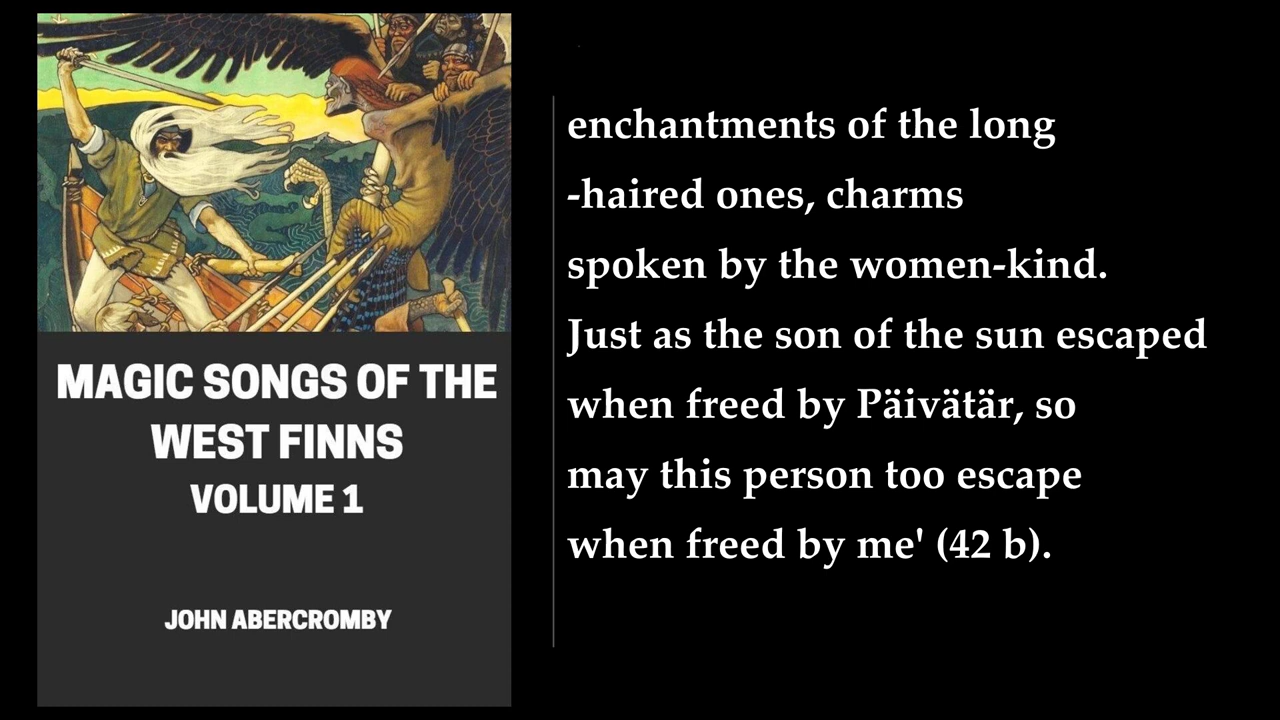 MAGIC SONGS OF THE
WEST FINNS
VOLUME 1
JOHN ABERCROMBY
enchantments of the long
-haired ones, charms
spoken by the women-kind.
Just as the son of the sun escaped
when freed by Päivätär, so
may this person too escape
when freed by me' (42 b).